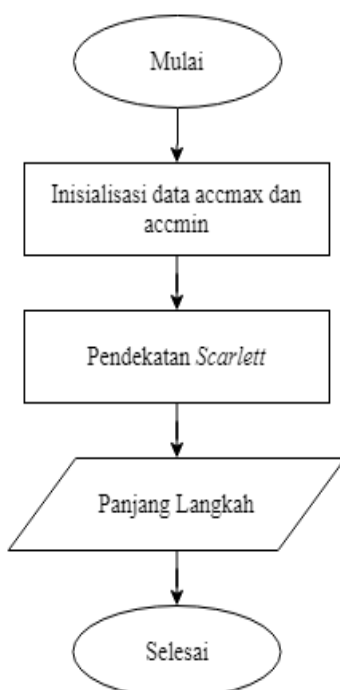 Mulai
Inisialisasi data accmax dan
accmin
Pendekatan Scarlett
Panjang Langkah
Selesai